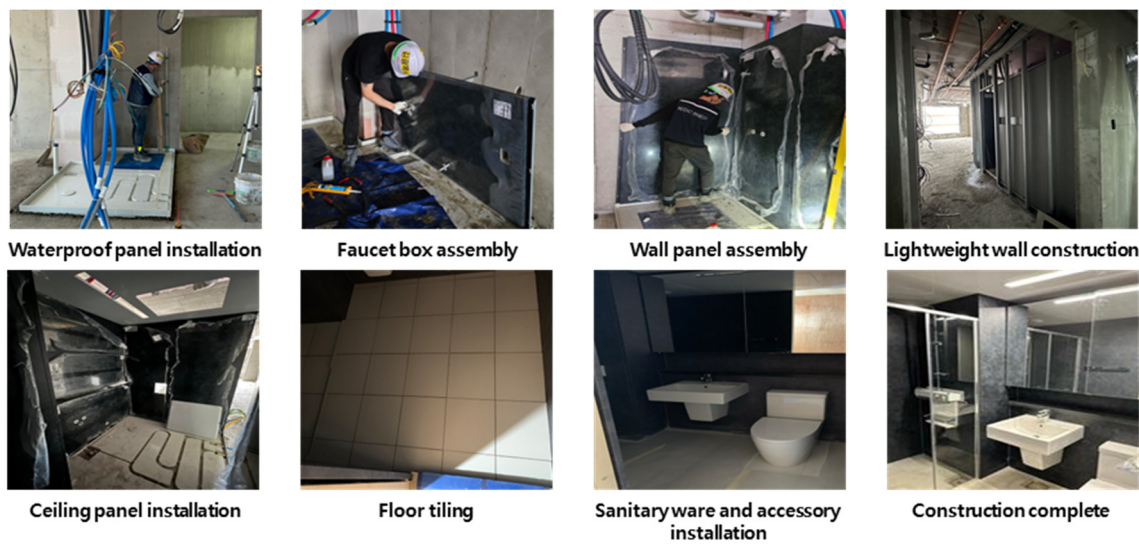 Waterproof panel installation
Faucet box assembly
Wall panel assembly
Lightweight wall construction
Ceiling panel installation
Floor tiling
Sanitary ware and accessory
installation
Construction complete